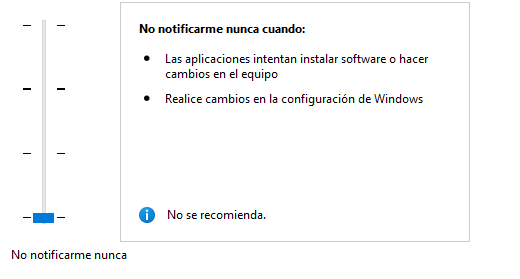 No notificarme nunca cuando:
Las aplicaciones intentan instalar software o hacer
cambios en el equipo
Realice cambios en la configuración de Windows
No se recomienda.
No notificarme nunca